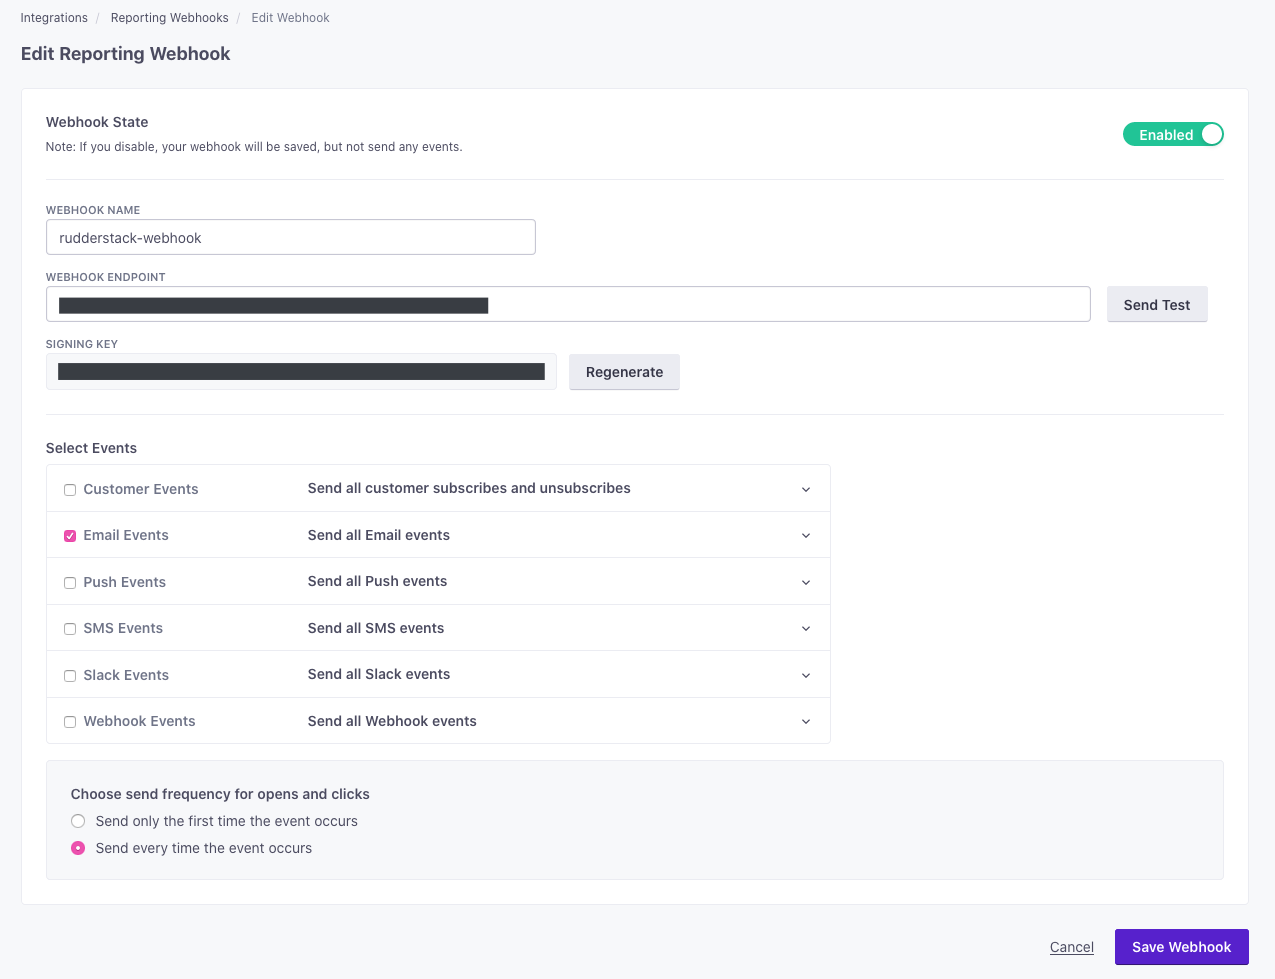 Integrations / Reporting Webhooks / Edit Webhook
Edit Reporting Webhook
Webhook State
Note: If you disable, your webhook will be saved, but not send any events.
Enabled
WEBHOOK NAME
rudderstack-webhook
WEBHOOK ENDPOINT
Send Test
SIGNING KEY
Regenerate
Select Events
Customer Events Send all customer subscribes and unsubscribes
Email Events Send all Email events
Push Events Send all Push events
SMS Events Send all SMS events
Slack Events Send all Slack events
Webhook Events Send all Webhook events
Choose send frequency for opens and clicks
Send only the first time the event occurs
Send every time the event occurs
Cancel Save Webhook